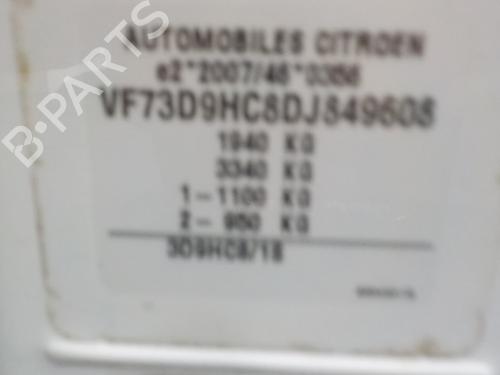 AUTOMOBILES CITROEN
e2*2007/46*0356
VF73D9HC8DJ849608
1940 KG
3340 KG
1-1100 KG
2- 950 KG
3D9HC8/1S
B-PARTS